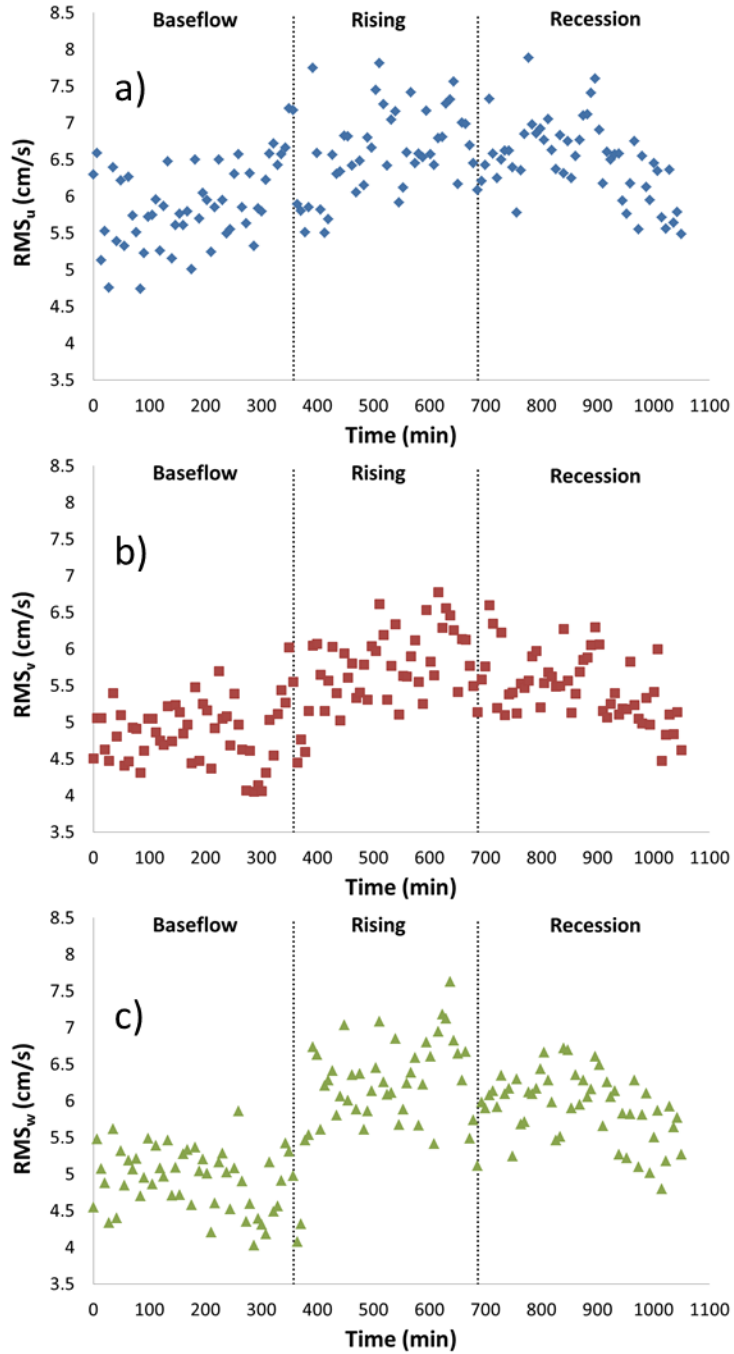 8.5
Baseflow Rising Recession
8
7.5
a)
7
6.5
6
5.5
5
4.5
4
3.5
RMSu (cm/s)
0 100 200 300 400 500 600 700 800 900 1000 1100
Time (min)
8.5
Baseflow Rising Recession
8
7.5
b)
7
6.5
6
5.5
5
4.5
4
3.5
RMSv (cm/s)
0 100 200 300 400 500 600 700 800 900 1000 1100
Time (min)
8.5
Baseflow Rising Recession
8
7.5
c)
7
6.5
6
5.5
5
4.5
4
3.5
RMSw (cm/s)
0 100 200 300 400 500 600 700 800 900 1000 1100
Time (min)